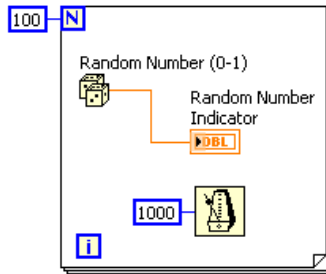 100 N
Random Number (0-1)
Random Number
Indicator
DBL
1000
i